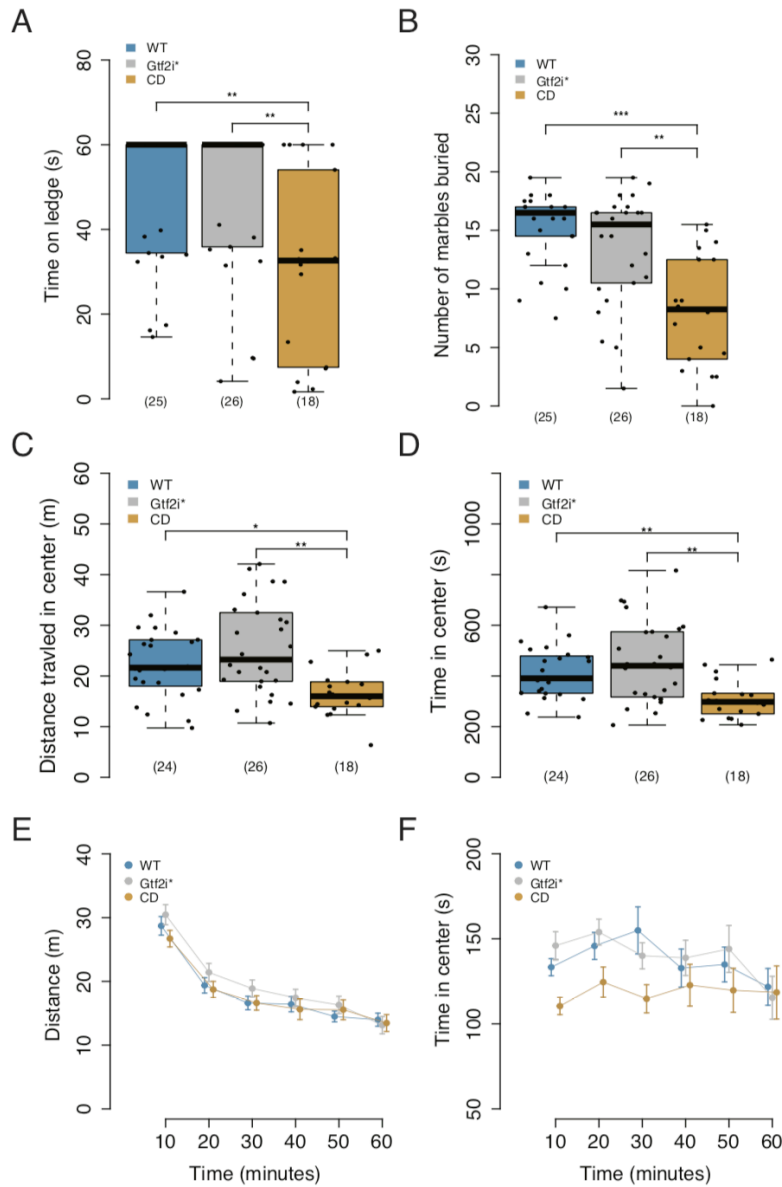 A
WT
Gtf2i*
CD
Time on ledge (s)
0 20 40 60 80
**
**
(25) (26) (18)
B
WT
Gtf2i*
CD
Number of marbles buried
0 5 10 15 20 25 30
***
**
(25) (26) (18)
C
WT
Gtf2i*
CD
Distance travled in center (m)
0 10 20 30 40 50 60
*
**
(24) (26) (18)
D
WT
Gtf2i*
CD
Time in center (s)
0 200 600 1000
**
**
(24) (26) (18)
E
WT
Gtf2i*
CD
Distance (m)
0 10 20 30 40
10 20 30 40 50 60
Time (minutes)
F
WT
Gtf2i*
CD
Time in center (s)
50 100 150 200
10 20 30 40 50 60
Time (minutes)